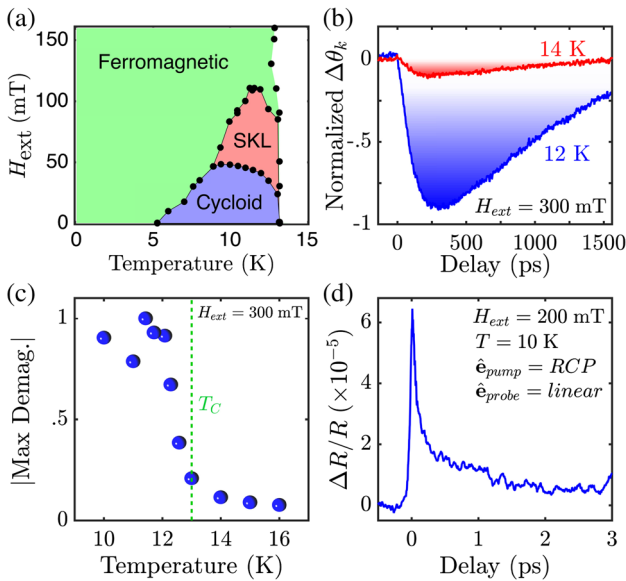 (a)
150
100
50
0
H_ext (mT)
Ferromagnetic
SKL
Cycloid
0 5 10 15
Temperature (K)
(b)
0
-.5
-1
Normalized Δθ_k
14 K
12 K
H_ext = 300 mT
0 500 1000 1500
Delay (ps)
(c)
1
.5
0
|Max Demag.|
H_ext = 300 mT
T_C
10 12 14 16
Temperature (K)
(d)
6
4
2
0
ΔR/R (×10⁻⁵)
H_ext = 200 mT
T = 10 K
ê_pump = RCP
ê_probe = linear
0 1 2 3
Delay (ps)